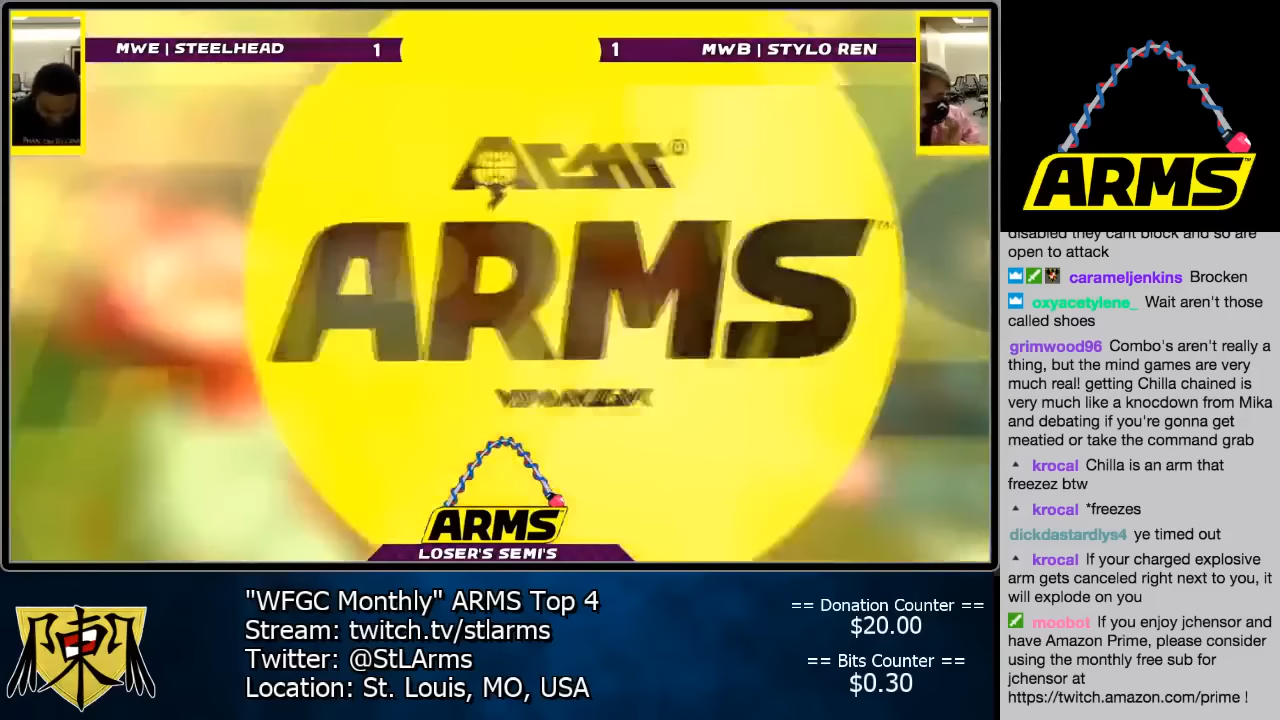 MWE | STEELHEAD 1
1 MWB | STYLO REN
ARMS
ARMS
LOSER'S SEMI'S
"WFGC Monthly" ARMS Top 4
Stream: twitch.tv/stlarms
Twitter: @StLArms
Location: St. Louis, MO, USA
== Donation Counter ==
$20.00
== Bits Counter ==
$0.30
ARMS
disabled they cant block and so are
open to attack
carameljenkins Brocken
oxyacetylene_ Wait aren't those
called shoes
grimwood96 Combo's aren't really a
thing, but the mind games are very
much real! getting Chilla chained is
very much like a knocdown from Mika
and debating if you're gonna get
meatied or take the command grab
krocal Chilla is an arm that
freezez btw
krocal *freezes
dickdastardlys4 ye timed out
krocal If your charged explosive
arm gets canceled right next to you, it
will explode on you
moobot If you enjoy jchensor and
have Amazon Prime, please consider
using the monthly free sub for
jchensor at
https://twitch.amazon.com/prime !